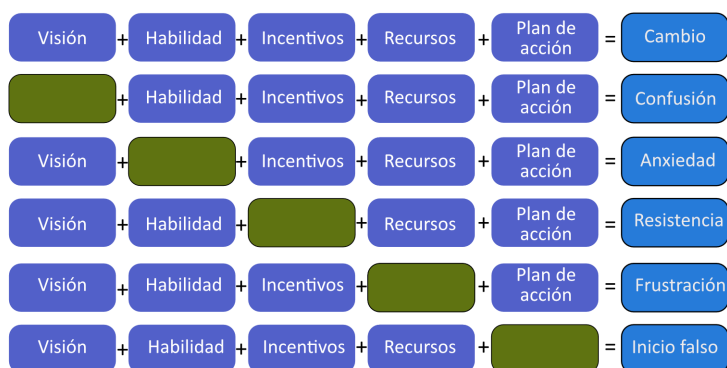 Visión + Habilidad + Incentivos + Recursos + Plan de acción = Cambio
+ Habilidad + Incentivos + Recursos + Plan de acción = Confusión
Visión + + Incentivos + Recursos + Plan de acción = Anxiedad
Visión + Habilidad + + Recursos + Plan de acción = Resistencia
Visión + Habilidad + Incentivos + + Plan de acción = Frustración
Visión + Habilidad + Incentivos + Recursos + = Inicio falso